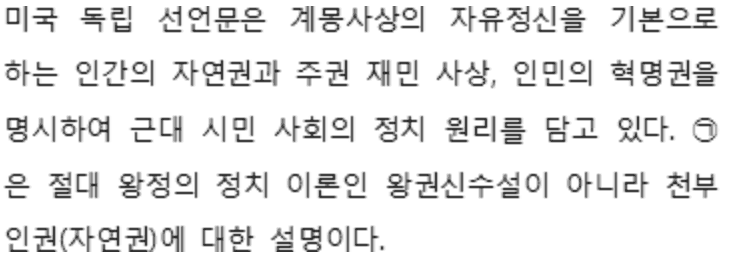 미국 독립 선언문은 계몽사상의 자유정신을 기본으로
하는 인간의 자연권과 주권 재민 사상, 인민의 혁명권을
명시하여 근대 시민 사회의 정치 원리를 담고 있다. ㉠
은 절대 왕정의 정치 이론인 왕권신수설이 아니라 천부
인권(자연권)에 대한 설명이다.